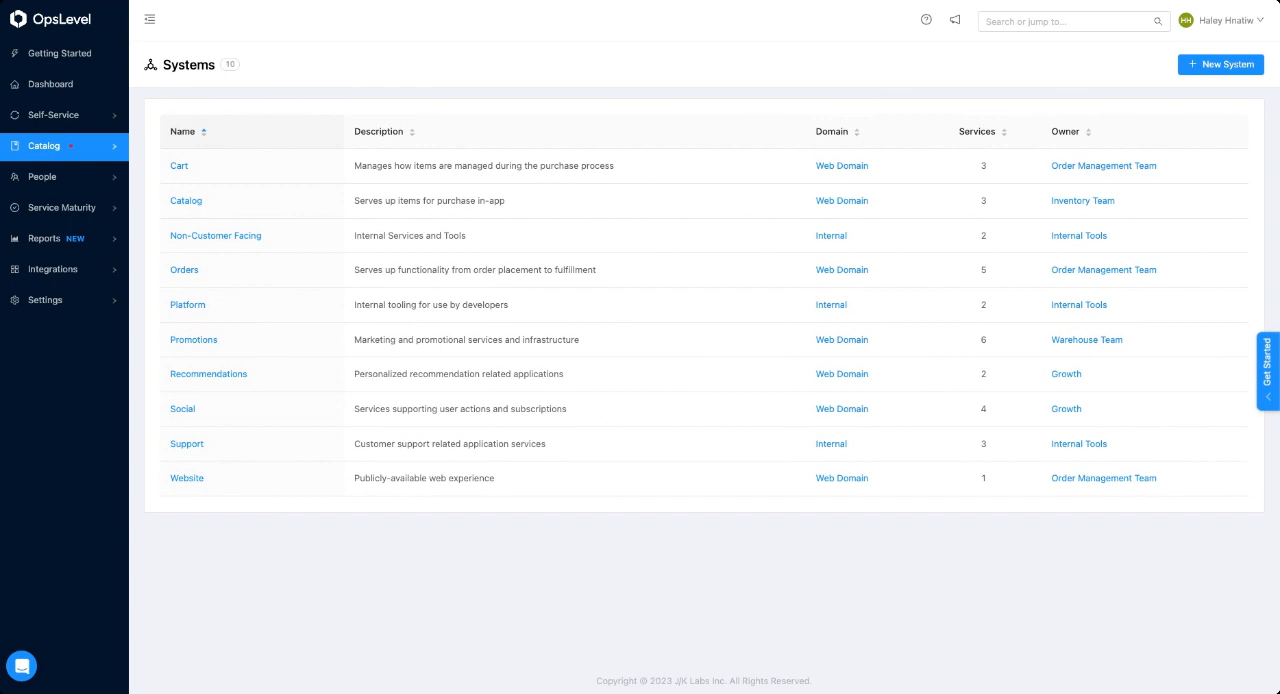 OpsLevel
Getting Started
Dashboard
Self-Service
Catalog
People
Service Maturity
Reports NEW
Integrations
Settings
Search or jump to...
HH Haley Hnatiw
Systems 10
+ New System
Name Description Domain Services Owner
Cart Manages how items are managed during the purchase process Web Domain 3 Order Management Team
Catalog Serves up items for purchase in-app Web Domain 3 Inventory Team
Non-Customer Facing Internal Services and Tools Internal 2 Internal Tools
Orders Serves up functionality from order placement to fulfillment Web Domain 5 Order Management Team
Platform Internal tooling for use by developers Internal 2 Internal Tools
Promotions Marketing and promotional services and infrastructure Web Domain 6 Warehouse Team
Recommendations Personalized recommendation related applications Web Domain 2 Growth
Social Services supporting user actions and subscriptions Web Domain 4 Growth
Support Customer support related application services Internal 3 Internal Tools
Website Publicly-available web experience Web Domain 1 Order Management Team
Get Started
Copyright © 2023 J/K Labs Inc. All Rights Reserved.